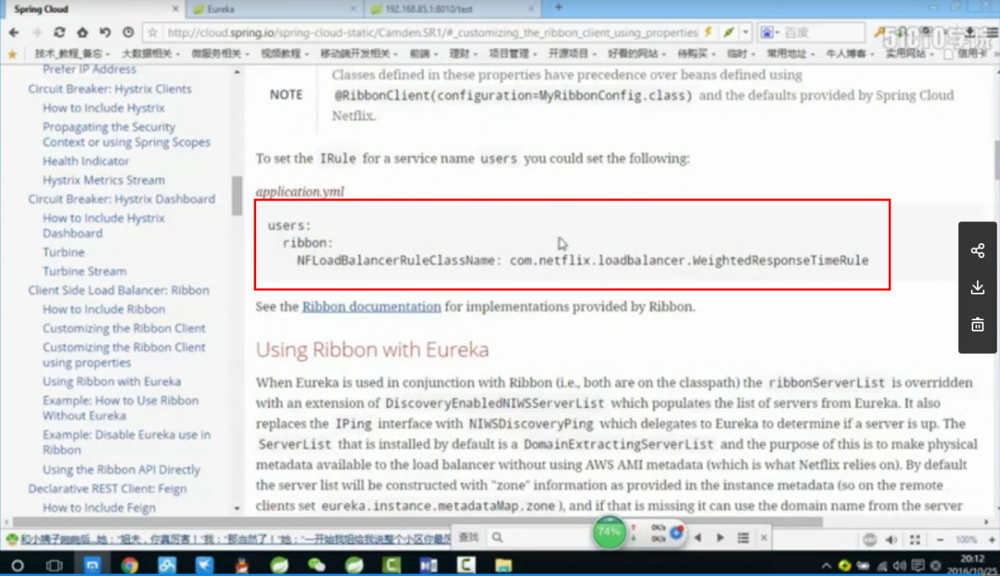 Spring Cloud
Eureka
192.168.85.1:8010/test
http://cloud.spring.io/spring-cloud-static/Camden.SR1/#_customizing_the_ribbon_client_using_properties
百度
技术_教程_备忘
大数据相关
微服务相关
视频教程
移动端开发相关
前端
理财
项目管理
开源项目
好看的网站
待购买
临时
常用地址
牛人博客
实用网站
信用卡
Prefer IP Address
Circuit Breaker: Hystrix Clients
How to Include Hystrix
Propagating the Security
Context or using Spring Scopes
Health Indicator
Hystrix Metrics Stream
Circuit Breaker: Hystrix Dashboard
How to Include Hystrix
Dashboard
Turbine
Turbine Stream
Client Side Load Balancer: Ribbon
How to Include Ribbon
Customizing the Ribbon Client
Customizing the Ribbon Client
using properties
Using Ribbon with Eureka
Example: How to Use Ribbon
Without Eureka
Example: Disable Eureka use in
Ribbon
Using the Ribbon API Directly
Declarative REST Client: Feign
How to Include Feign
NOTE
Classes defined in these properties have precedence over beans defined using
@RibbonClient(configuration=MyRibbonConfig.class) and the defaults provided by Spring Cloud
Netflix.
To set the IRule for a service name users you could set the following:
application.yml
users:
ribbon:
NFLoadBalancerRuleClassName: com.netflix.loadbalancer.WeightedResponseTimeRule
See the Ribbon documentation for implementations provided by Ribbon.
Using Ribbon with Eureka
When Eureka is used in conjunction with Ribbon (i.e., both are on the classpath) the ribbonServerList is overridden
with an extension of DiscoveryEnabledNIWSServerList which populates the list of servers from Eureka. It also
replaces the IPing interface with NIWSDiscoveryPing which delegates to Eureka to determine if a server is up. The
ServerList that is installed by default is a DomainExtractingServerList and the purpose of this is to make physical
metadata available to the load balancer without using AWS AMI metadata (which is what Netflix relies on). By default
the server list will be constructed with "zone" information as provided in the instance metadata (so on the remote
clients set eureka.instance.metadataMap.zone), and if that is missing it can use the domain name from the server
查找
74%
0K/s
0K/s
100%
20:12
2016/10/25